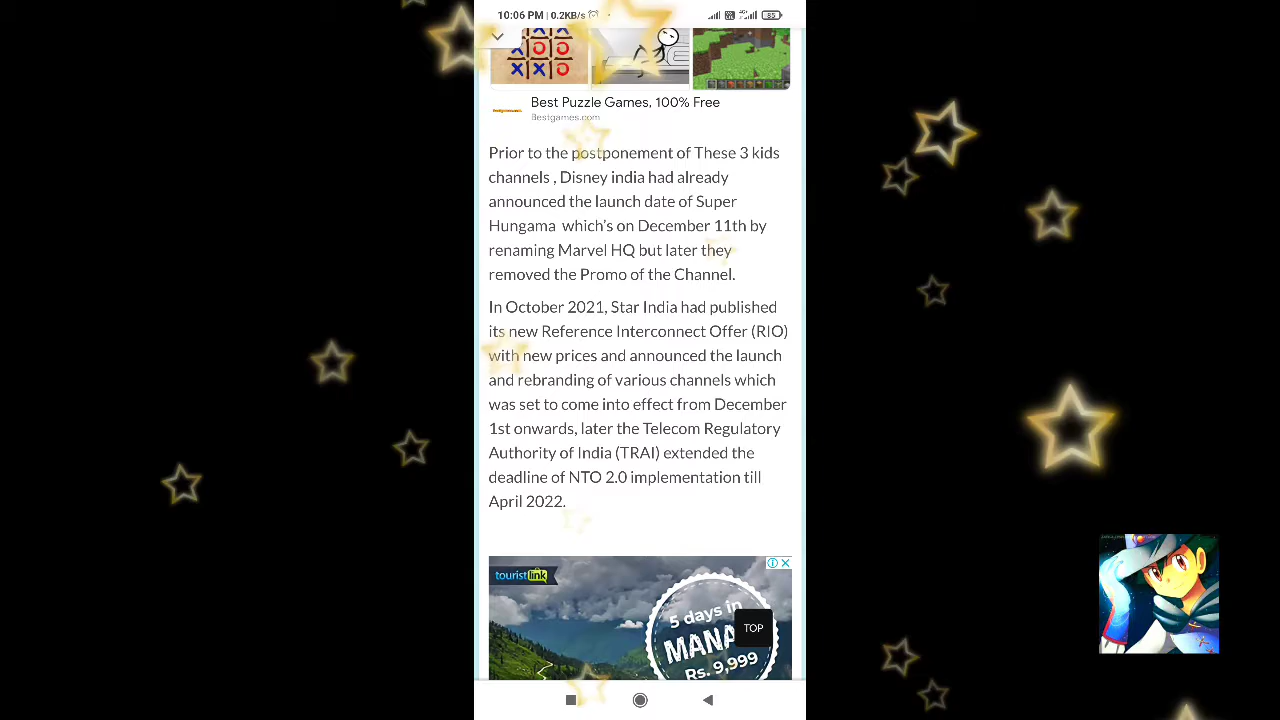 10:06 PM | 0.2KB/s
85
Best Puzzle Games, 100% Free
Bestgames.com
Prior to the postponement of These 3 kids
channels , Disney india had already
announced the launch date of Super
Hungama which's on December 11th by
renaming Marvel HQ but later they
removed the Promo of the Channel.
In October 2021, Star India had published
its new Reference Interconnect Offer (RIO)
with new prices and announced the launch
and rebranding of various channels which
was set to come into effect from December
1st onwards, later the Telecom Regulatory
Authority of India (TRAI) extended the
deadline of NTO 2.0 implementation till
April 2022.
touristlink
5 days in
MANA
TOP
Rs. 9,999